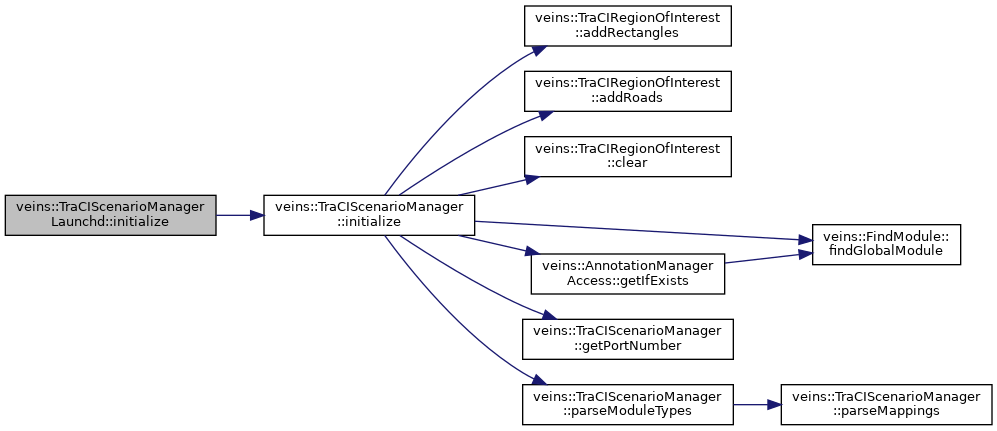 veins::TraCIScenarioManager
Launchd::initialize
veins::TraCIScenarioManager
::initialize
veins::TraCIRegionOfInterest
::addRectangles
veins::TraCIRegionOfInterest
::addRoads
veins::TraCIRegionOfInterest
::clear
veins::FindModule::
findGlobalModule
veins::AnnotationManager
Access::getIfExists
veins::TraCIScenarioManager
::getPortNumber
veins::TraCIScenarioManager
::parseModuleTypes
veins::TraCIScenarioManager
::parseMappings